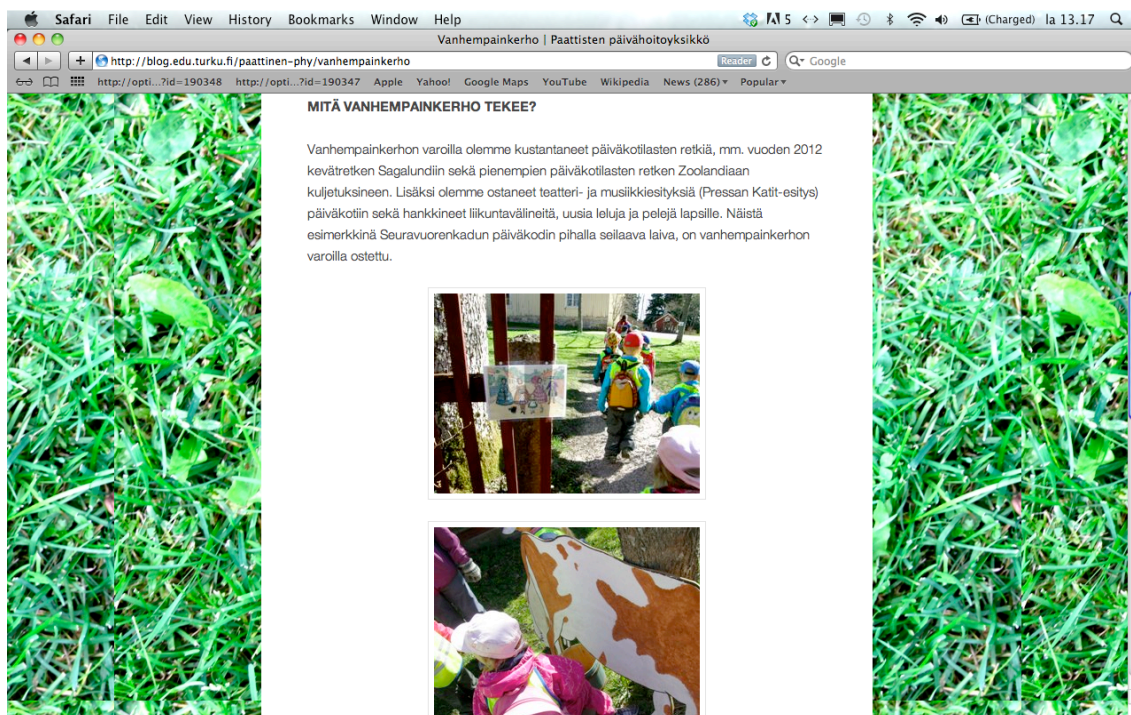 Safari File Edit View History Bookmarks Window Help 5 (Charged) la 13.17
Vanhempainkerho | Paattisten päivähoitoyksikkö
http://blog.edu.turku.fi/paattinen-phy/vanhempainkerho Reader Google
http://opti...?id=190348 http://opti...?id=190347 Apple Yahoo! Google Maps YouTube Wikipedia News (286) Popular
MITÄ VANHEMPAINKERHO TEKEE?
Vanhempainkerhon varoilla olemme kustantaneet päiväkotilasten retkiä, mm. vuoden 2012
kevätretken Sagalundiin sekä pienempien päiväkotilasten retken Zoolandiaan
kuljetuksineen. Lisäksi olemme ostaneet teatteri- ja musiikkiesityksiä (Pressan Katit-esitys)
päiväkotiin sekä hankkineet liikuntavälineitä, uusia leluja ja pelejä lapsille. Näistä
esimerkkinä Seuravuorenkadun päiväkodin pihalla seilaava laiva, on vanhempainkerhon
varoilla ostettu.